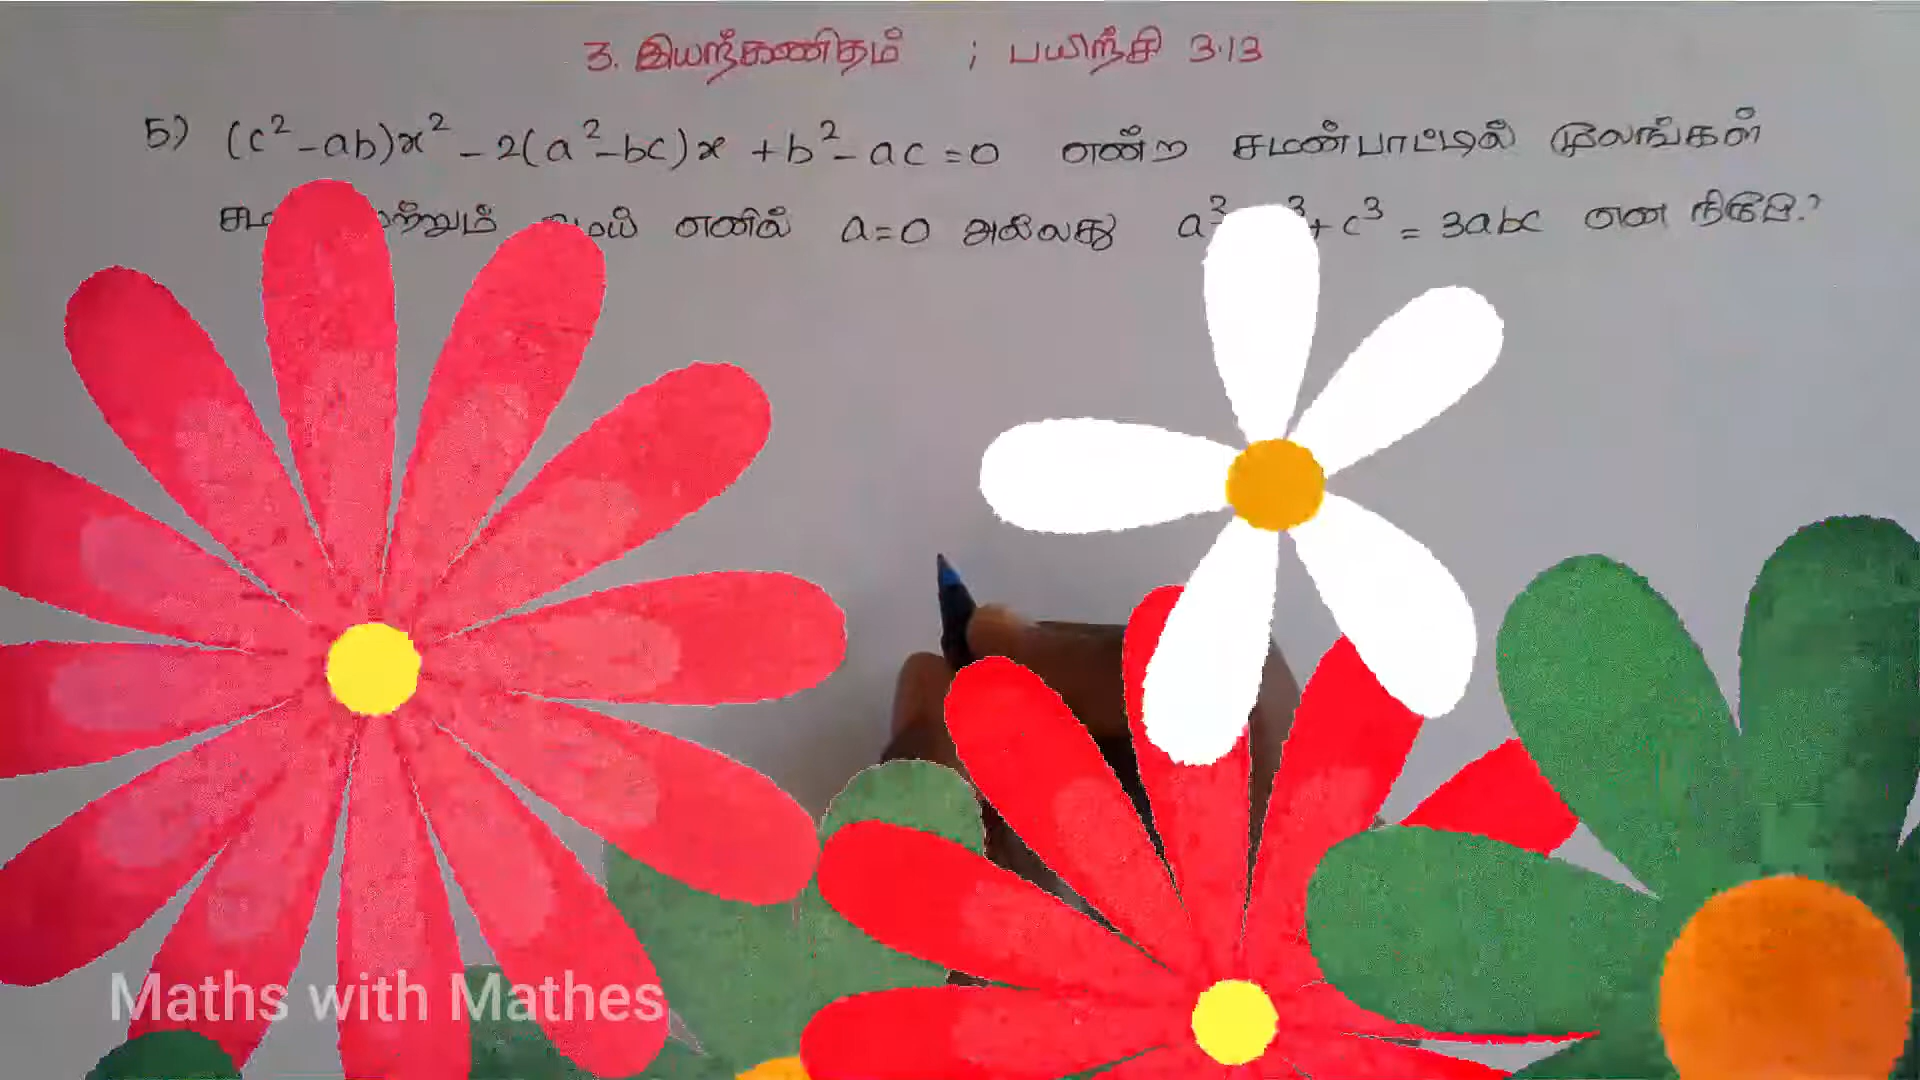 3. இயற்கணிதம் ; பயிற்சி 3.13
5) (c²-ab)x² - 2(a²-bc)x + b²-ac = 0 என்ற சமன்பாட்டின் மூலங்கள்
எனில் a=0 அல்லது a³ + c³ = 3abc என நிறுவு.?
Maths with Mathes